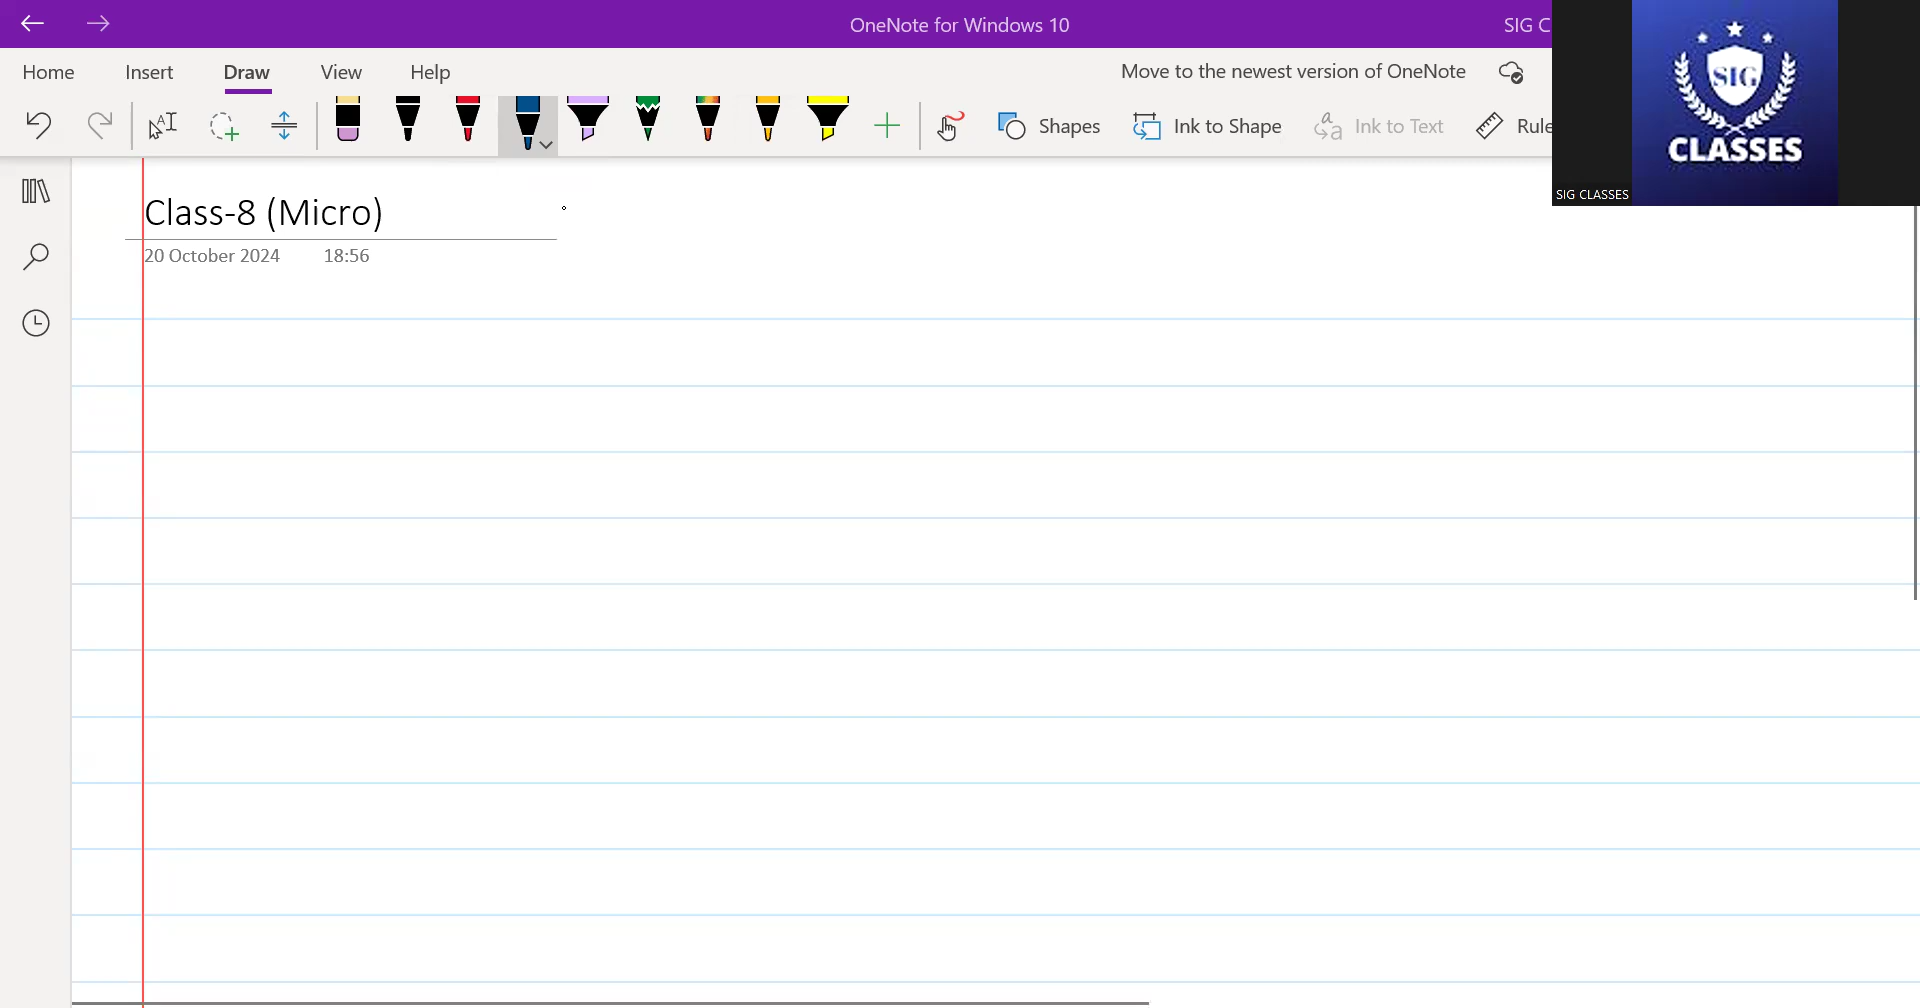 OneNote for Windows 10
SIG C
Home Insert Draw View Help
Move to the newest version of OneNote
Shapes Ink to Shape Ink to Text Rule
SIG
CLASSES
SIG CLASSES
Class-8 (Micro)
20 October 2024 18:56